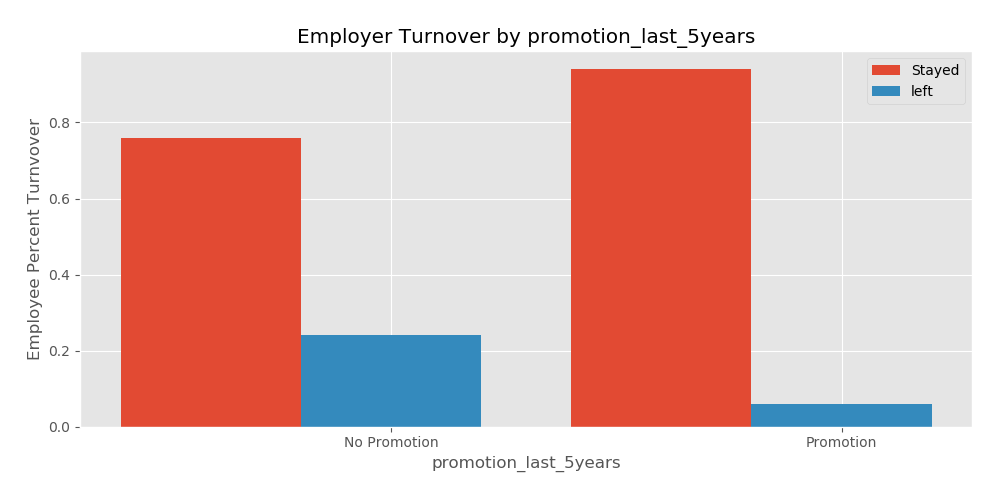 Employer Turnover by promotion_last_5years
Stayed
left
Employee Percent Turnvover
0.8
0.6
0.4
0.2
0.0
No Promotion
Promotion
promotion_last_5years